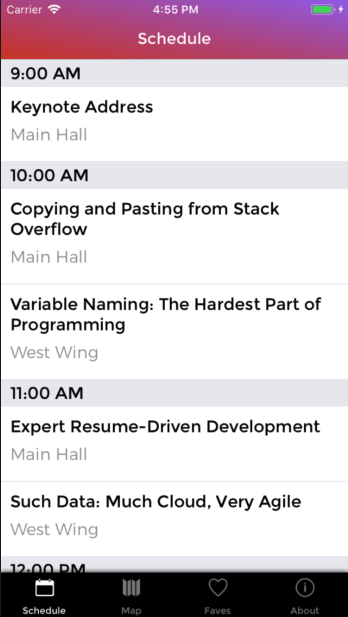 Carrier 4:55 PM
Schedule
9:00 AM
Keynote Address
Main Hall
10:00 AM
Copying and Pasting from Stack
Overflow
Main Hall
Variable Naming: The Hardest Part of
Programming
West Wing
11:00 AM
Expert Resume-Driven Development
Main Hall
Such Data: Much Cloud, Very Agile
West Wing
12:00 PM
Schedule Map Faves About